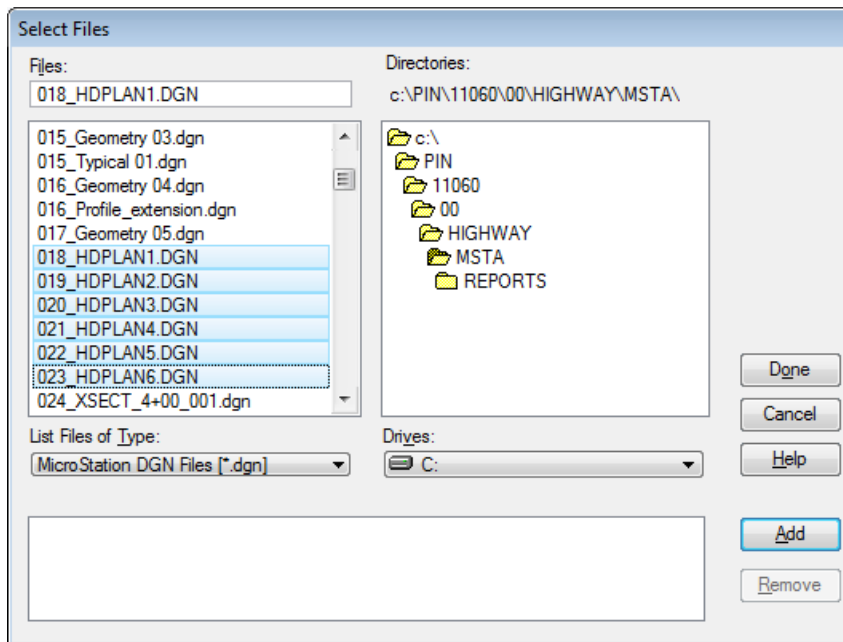 Select Files
Files:
018_HDPLAN1.DGN
015_Geometry 03.dgn
015_Typical 01.dgn
016_Geometry 04.dgn
016_Profile_extension.dgn
017_Geometry 05.dgn
018_HDPLAN1.DGN
019_HDPLAN2.DGN
020_HDPLAN3.DGN
021_HDPLAN4.DGN
022_HDPLAN5.DGN
023_HDPLAN6.DGN
024_XSECT_4+00_001.dgn
List Files of Type:
MicroStation DGN Files [*.dgn]
Directories:
c:\PIN\11060\00\HIGHWAY\MSTA\
c:\
PIN
11060
00
HIGHWAY
MSTA
REPORTS
Drives:
C:
Done
Cancel
Help
Add
Remove